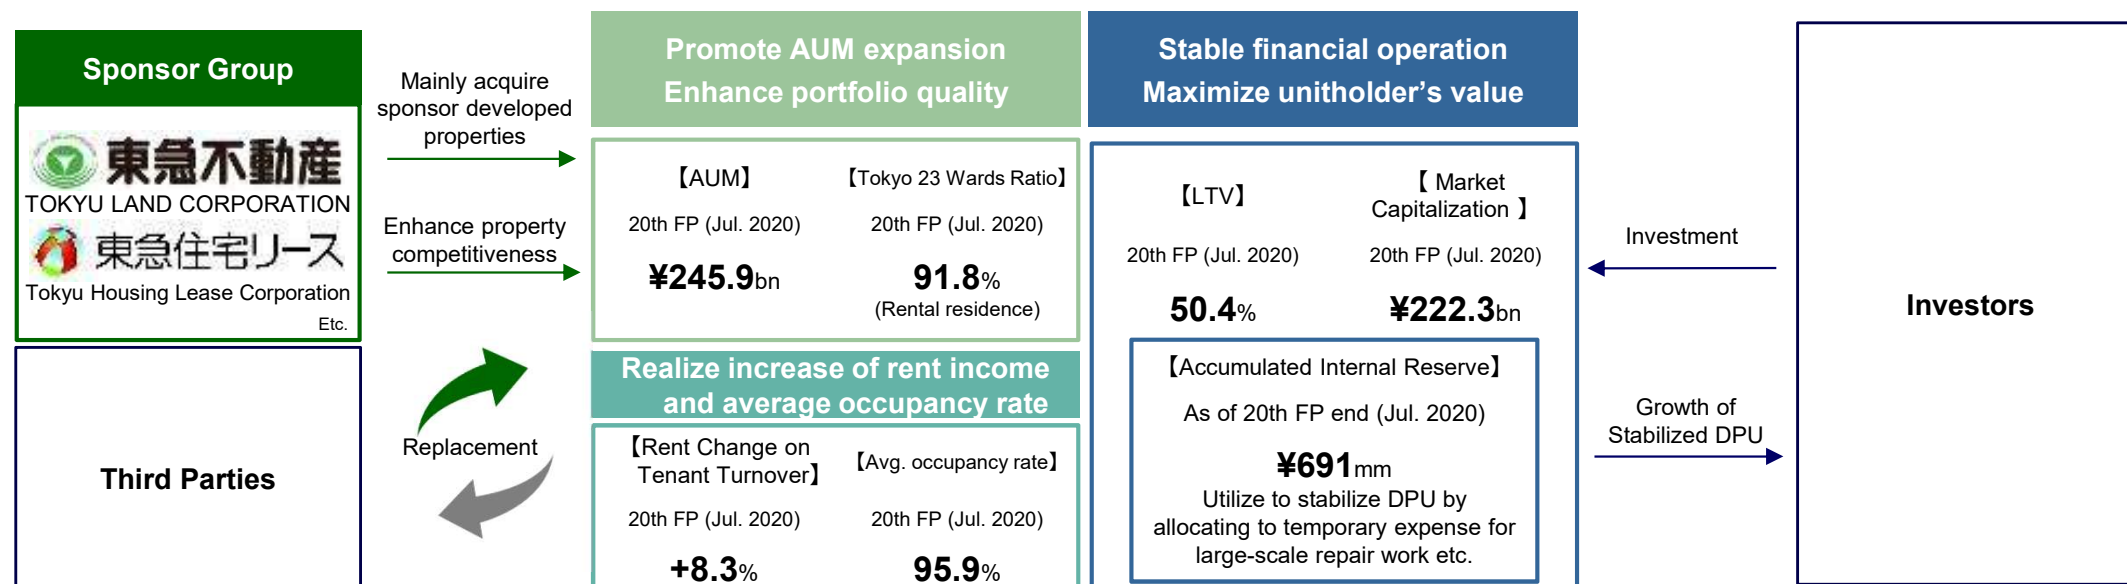 Sponsor Group
東急不動産
TOKYU LAND CORPORATION
東急住宅リース
Tokyu Housing Lease Corporation
Etc.
Third Parties
Mainly acquire
sponsor developed
properties
Enhance property
competitiveness
Replacement
Promote AUM expansion
Enhance portfolio quality
【AUM】
20th FP (Jul. 2020)
¥245.9bn
【Tokyo 23 Wards Ratio】
20th FP (Jul. 2020)
91.8%
(Rental residence)
Realize increase of rent income
and average occupancy rate
【Rent Change on
Tenant Turnover】
20th FP (Jul. 2020)
+8.3%
【Avg. occupancy rate】
20th FP (Jul. 2020)
95.9%
Stable financial operation
Maximize unitholder's value
【LTV】
20th FP (Jul. 2020)
50.4%
【 Market
Capitalization 】
20th FP (Jul. 2020)
¥222.3bn
【Accumulated Internal Reserve】
As of 20th FP end (Jul. 2020)
¥691mm
Utilize to stabilize DPU by
allocating to temporary expense for
large-scale repair work etc.
Investment
Growth of
Stabilized DPU
Investors